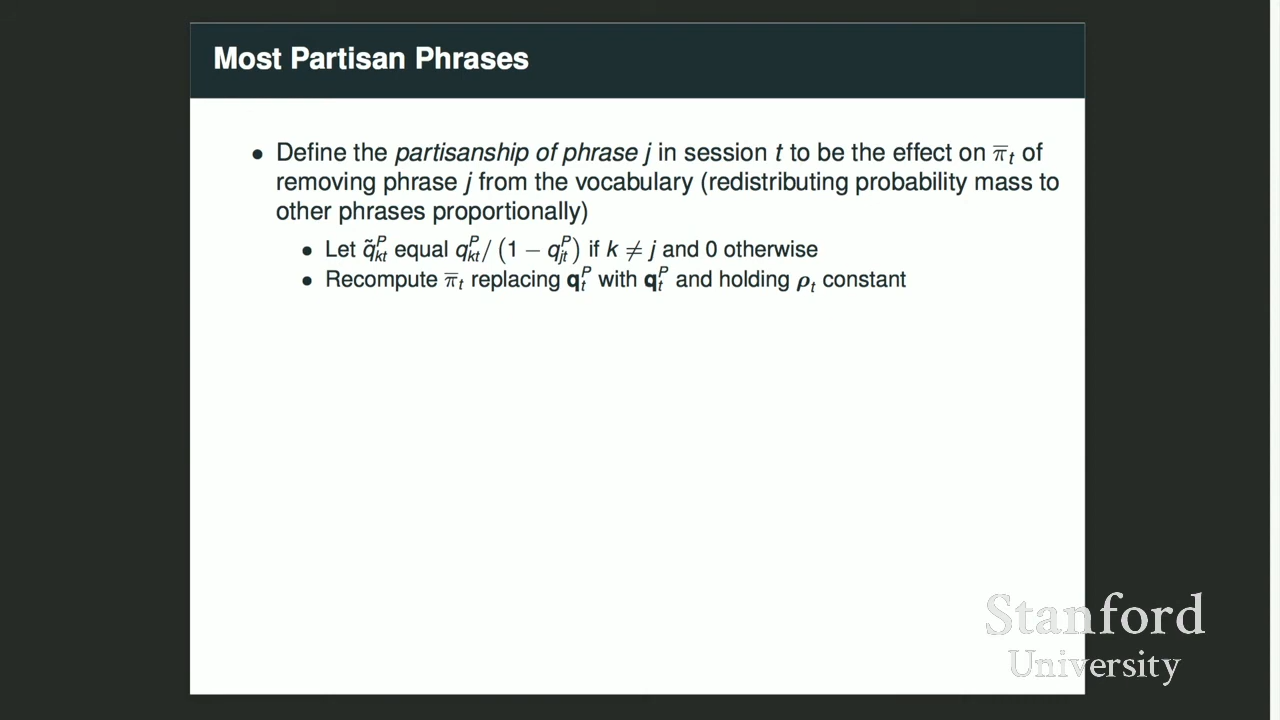 Most Partisan Phrases
• Define the partisanship of phrase j in session t to be the effect on π̅ₜ of
removing phrase j from the vocabulary (redistributing probability mass to
other phrases proportionally)
• Let q̃ᴾₖₜ equal qᴾₖₜ/ (1 − qᴾⱼₜ) if k ≠ j and 0 otherwise
• Recompute π̅ₜ replacing 𝐪ᴾₜ with 𝐪ᴾₜ and holding 𝝆ₜ constant
Stanford
University